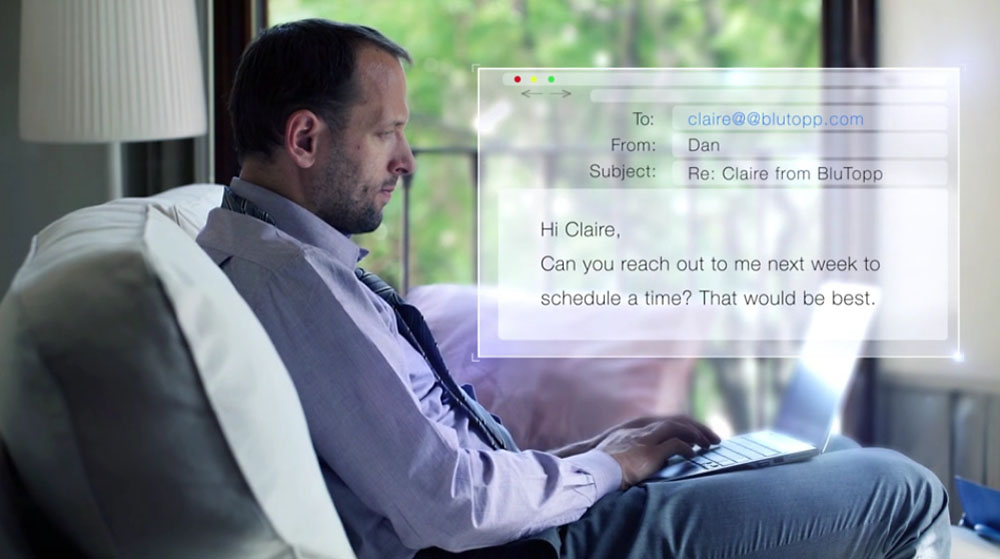 To: claire@@blutopp.com
From: Dan
Subject: Re: Claire from BluTopp
Hi Claire,
Can you reach out to me next week to
schedule a time? That would be best.